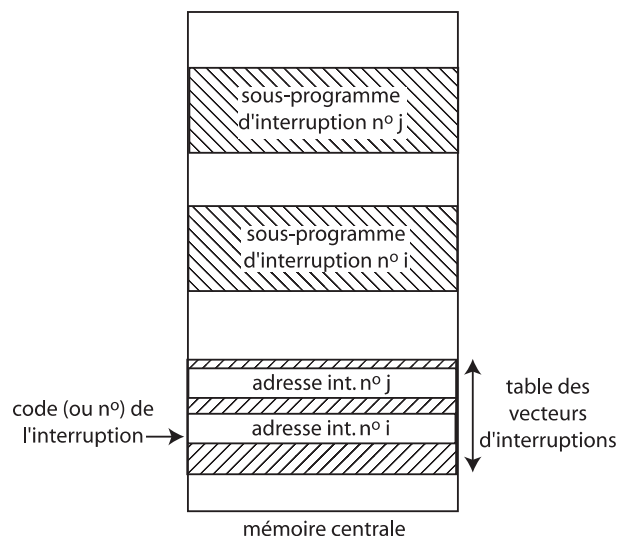 sous-programme
d'interruption nº j
sous-programme
d'interruption nº i
adresse int. nº j
code (ou nº) de
l'interruption
adresse int. nº i
table des
vecteurs
d'interruptions
mémoire centrale